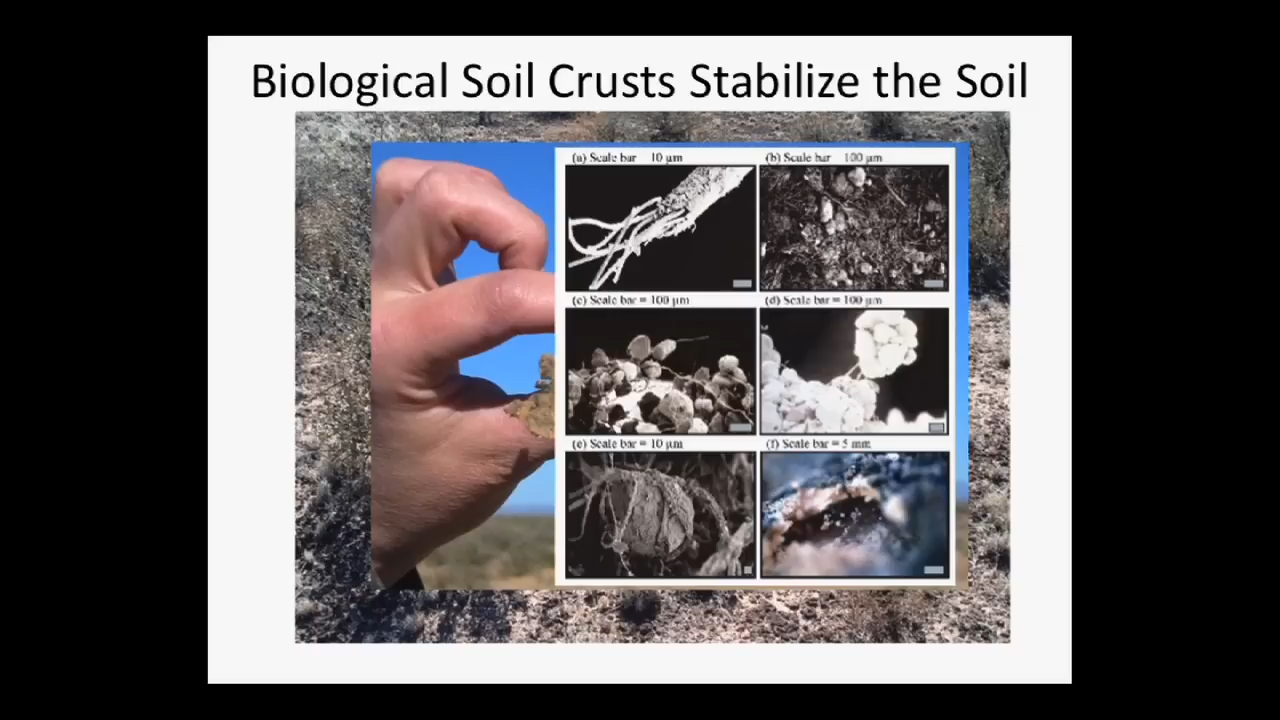 Biological Soil Crusts Stabilize the Soil
(a) Scale bar 10 μm
(b) Scale bar 100 μm
(c) Scale bar = 100 μm
(d) Scale bar = 100 μm
(e) Scale bar = 10 μm
(f) Scale bar = 5 mm